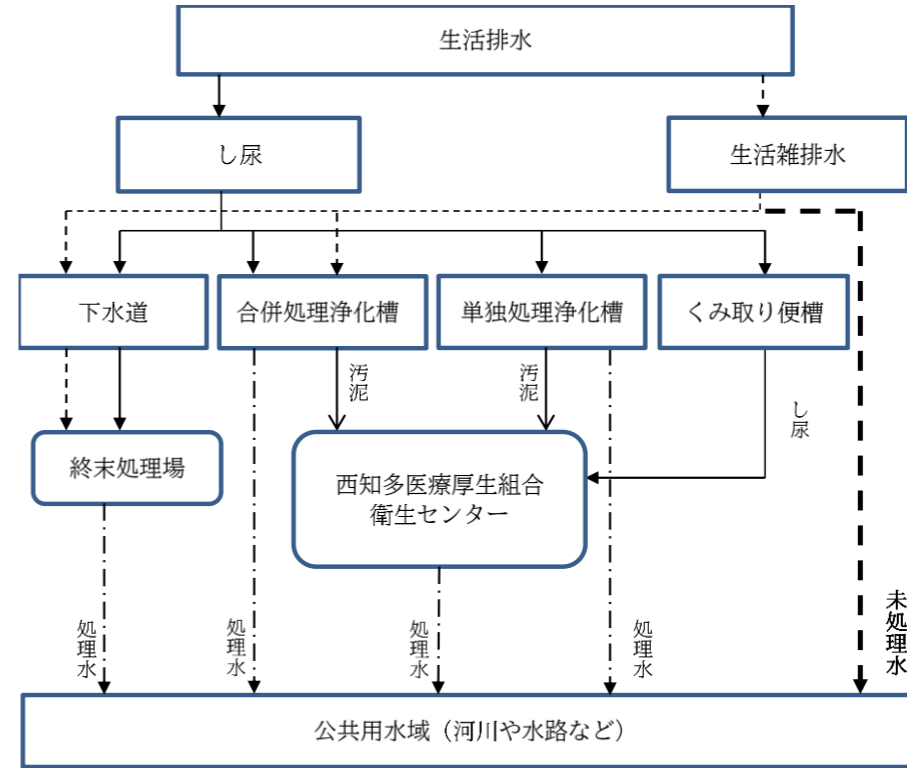 生活排水
し尿
生活雑排水
下水道
合併処理浄化槽
単独処理浄化槽
くみ取り便槽
汚泥
汚泥
し尿
終末処理場
西知多医療厚生組合
衛生センター
処理水
処理水
処理水
処理水
未処理水
公共用水域（河川や水路など）